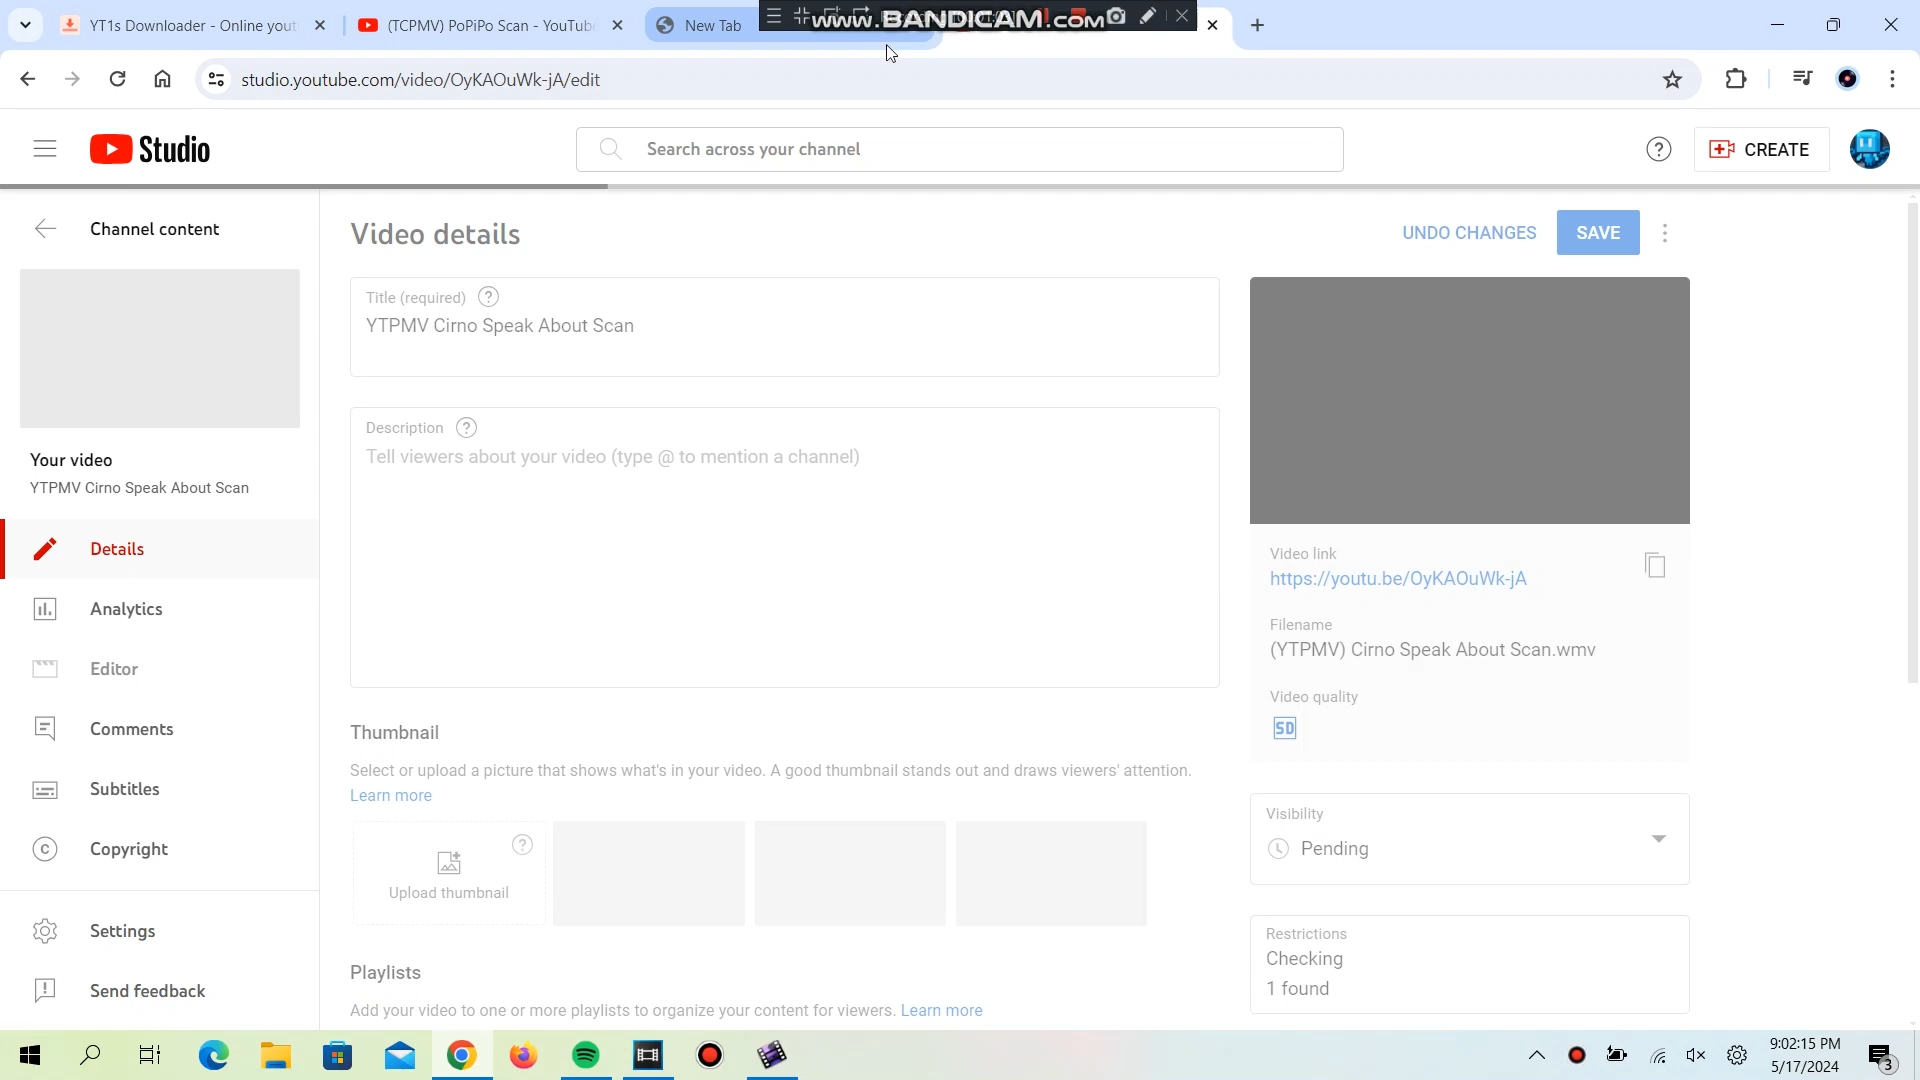 YT1s Downloader - Online yout
(TCPMV) PoPiPo Scan - YouTube
New Tab
www.BANDICAM.com
studio.youtube.com/video/OyKAOuWk-jA/edit
Studio
Search across your channel
CREATE
Channel content
Video details
UNDO CHANGES
SAVE
Title (required)
YTPMV Cirno Speak About Scan
Description
Tell viewers about your video (type @ to mention a channel)
Your video
YTPMV Cirno Speak About Scan
Details
Analytics
Editor
Comments
Subtitles
Copyright
Settings
Send feedback
Video link
https://youtu.be/OyKAOuWk-jA
Filename
(YTPMV) Cirno Speak About Scan.wmv
Video quality
SD
Thumbnail
Select or upload a picture that shows what's in your video. A good thumbnail stands out and draws viewers' attention.
Learn more
Upload thumbnail
Visibility
Pending
Restrictions
Checking
1 found
Playlists
Add your video to one or more playlists to organize your content for viewers. Learn more
9:02:15 PM
5/17/2024
3